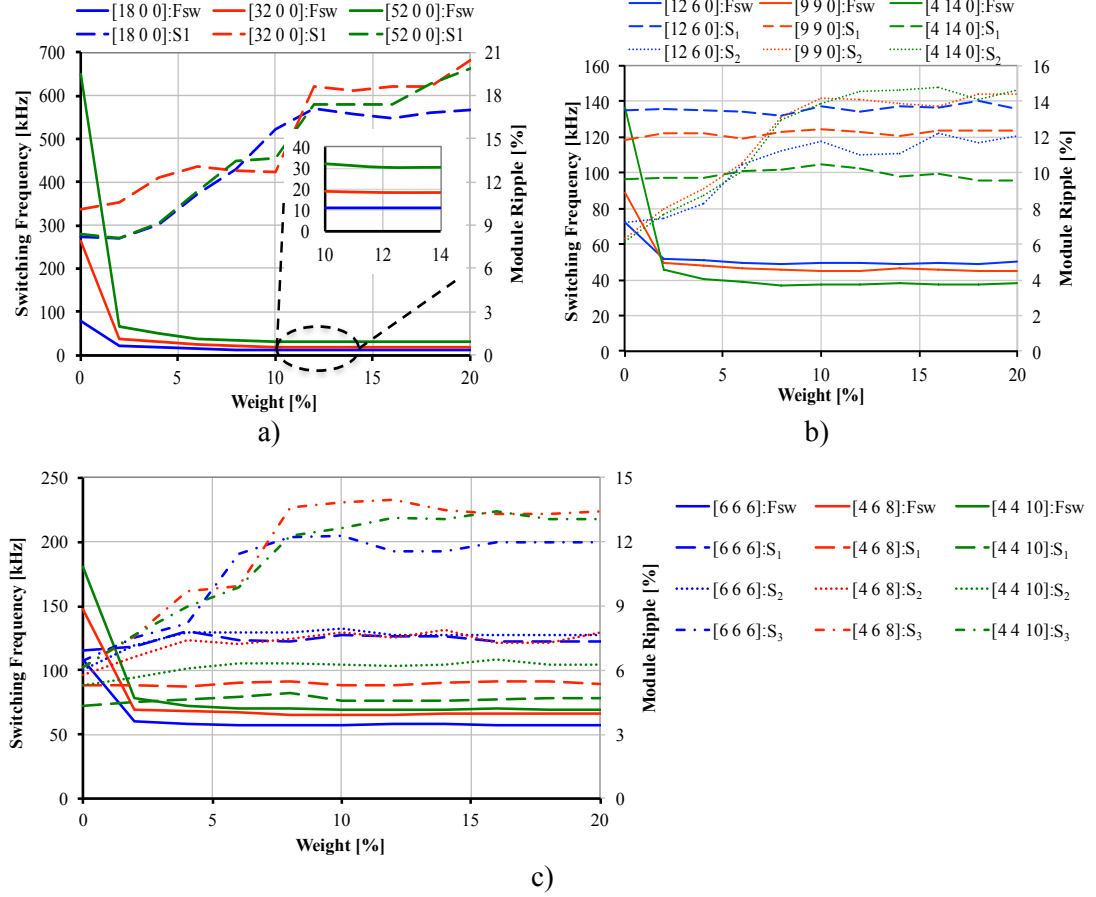 [18 0 0]:Fsw [32 0 0]:Fsw [52 0 0]:Fsw
[18 0 0]:S1 [32 0 0]:S1 [52 0 0]:S1
700
600
500
400
300
200
100
0
Switching Frequency [kHz]
21
18
15
12
9
6
3
0
Module Ripple [%]
40
30
20
10
0
10 12 14
0 5 10 15 20
Weight [%]
a)
[12 6 0]:Fsw [9 9 0]:Fsw [4 14 0]:Fsw
[12 6 0]:S1 [9 9 0]:S1 [4 14 0]:S1
[12 6 0]:S2 [9 9 0]:S2 [4 14 0]:S2
160
140
120
100
80
60
40
20
0
Switching Frequency [kHz]
16
14
12
10
8
6
4
2
0
Module Ripple [%]
0 5 10 15 20
Weight [%]
b)
250
200
150
100
50
0
Switching Frequency [kHz]
15
12
9
6
3
0
Module Ripple [%]
0 5 10 15 20
Weight [%]
[6 6 6]:Fsw [4 6 8]:Fsw [4 4 10]:Fsw
[6 6 6]:S1 [4 6 8]:S1 [4 4 10]:S1
[6 6 6]:S2 [4 6 8]:S2 [4 4 10]:S2
[6 6 6]:S3 [4 6 8]:S3 [4 4 10]:S3
c)